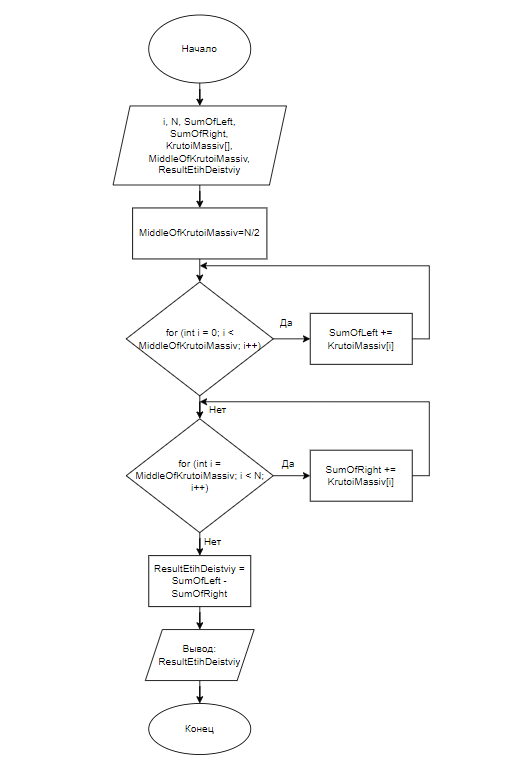 Начало
i, N, SumOfLeft,
SumOfRight,
KrutoiMassiv[],
MiddleOfKrutoiMassiv,
ResultEtihDeistviy
MiddleOfKrutoiMassiv=N/2
for (int i = 0; i <
MiddleOfKrutoiMassiv; i++)
Да
SumOfLeft +=
KrutoiMassiv[i]
Нет
for (int i =
MiddleOfKrutoiMassiv; i < N;
i++)
Да
SumOfRight +=
KrutoiMassiv[i]
Нет
ResultEtihDeistviy =
SumOfLeft -
SumOfRight
Вывод:
ResultEtihDeistviy
Конец